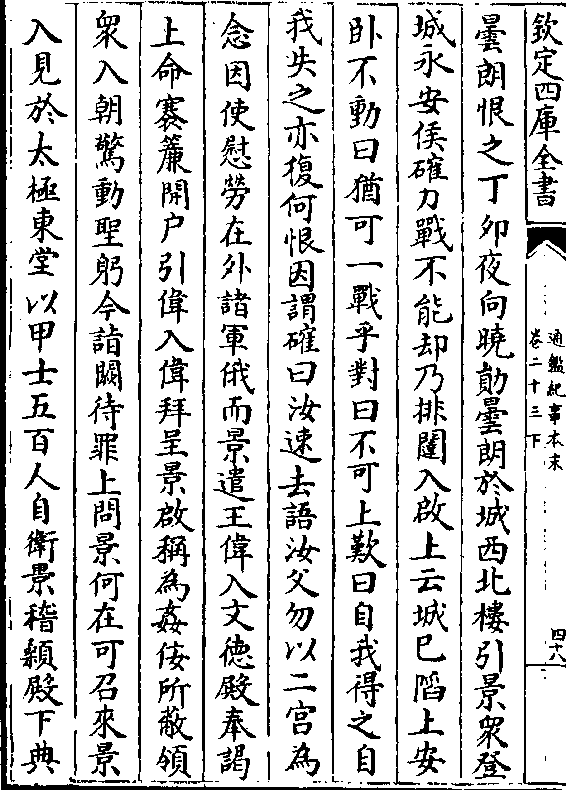 欽定四庫全書
通鑑紀事本末
卷二十三下
四十八
曇朗恨之丁夘夜向曉勛曇朗於城西北樓引景衆登
城永安侯確力戰不能却乃排闥入啟上云城已䧟上安
卧不動曰猶可一戰乎對曰不可上歎曰自我得之自
我失之亦復何恨因謂確曰汝速去語汝父勿以二宫為
念因使慰勞在外諸軍俄而景遣王偉入文徳殿奉謁
上命褰簾開户引偉入偉拜呈景啟稱為姦佞所蔽領
衆入朝驚動聖躬今詣闕待罪上問景何在可召來景
入見於太極東堂以甲士五百人自衛景稽顙殿下典